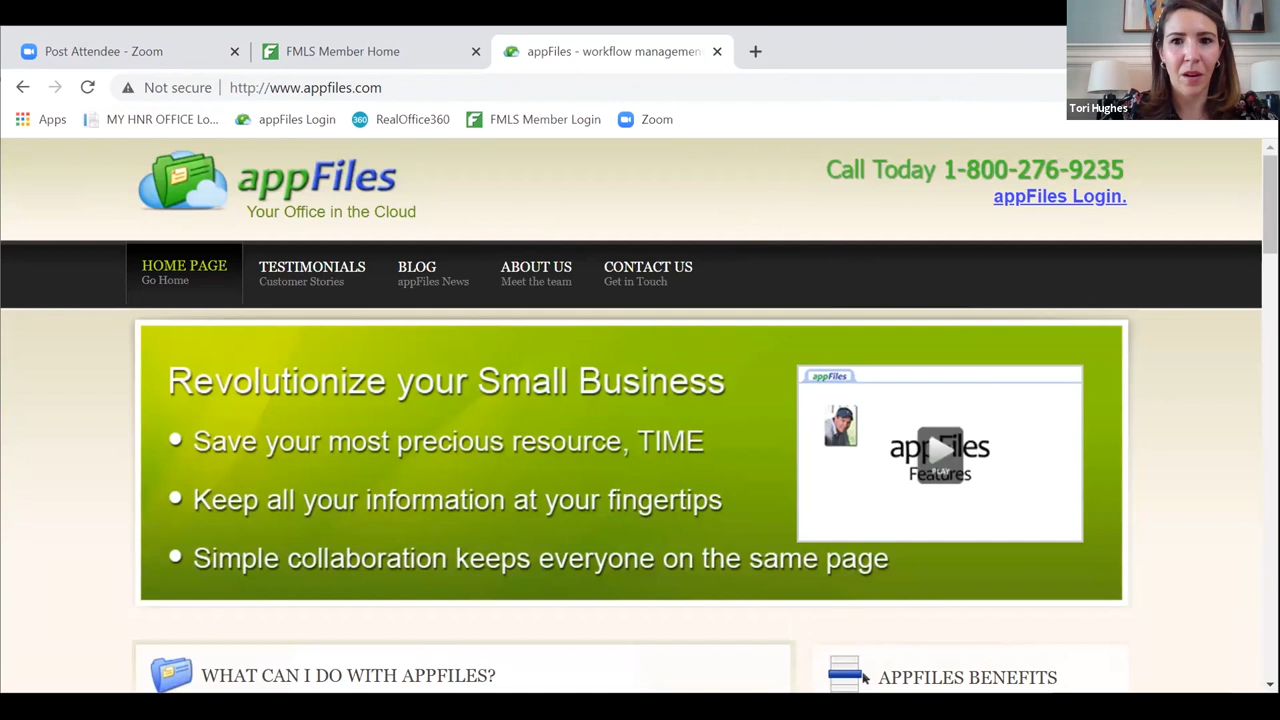 Post Attendee - Zoom
FMLS Member Home
appFiles - workflow managemen
Tori Hughes
Not secure
http://www.appfiles.com
Apps
MY HNR OFFICE Lo...
appFiles Login
RealOffice360
FMLS Member Login
Zoom
appFiles
Your Office in the Cloud
Call Today 1-800-276-9235
appFiles Login.
HOME PAGE
Go Home
TESTIMONIALS
Customer Stories
BLOG
appFiles News
ABOUT US
Meet the team
CONTACT US
Get in Touch
Revolutionize your Small Business
• Save your most precious resource, TIME
• Keep all your information at your fingertips
• Simple collaboration keeps everyone on the same page
appFiles
appFiles
Features
PLAY
WHAT CAN I DO WITH APPFILES?
APPFILES BENEFITS